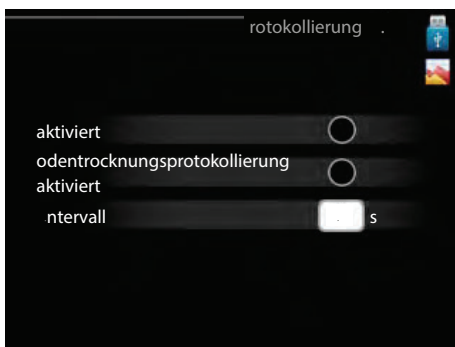 rotokollierung .
aktiviert
odentrocknungsprotokollierung
aktiviert
ntervall . s